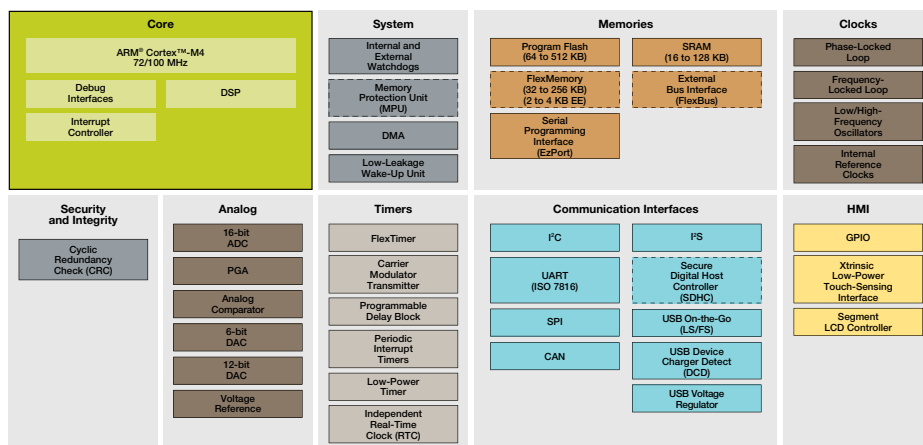 Core
ARM® Cortex™-M4
72/100 MHz
Debug
Interfaces
DSP
Interrupt
Controller
System
Internal and
External
Watchdogs
Memory
Protection Unit
(MPU)
DMA
Low-Leakage
Wake-Up Unit
Memories
Program Flash
(64 to 512 KB)
SRAM
(16 to 128 KB)
FlexMemory
(32 to 256 KB)
(2 to 4 KB EE)
External
Bus Interface
(FlexBus)
Serial
Programming
Interface
(EzPort)
Clocks
Phase-Locked
Loop
Frequency-
Locked Loop
Low/High-
Frequency
Oscillators
Internal
Reference
Clocks
Security
and Integrity
Cyclic
Redundancy
Check (CRC)
Analog
16-bit
ADC
PGA
Analog
Comparator
6-bit
DAC
12-bit
DAC
Voltage
Reference
Timers
FlexTimer
Carrier
Modulator
Transmitter
Programmable
Delay Block
Periodic
Interrupt
Timers
Low-Power
Timer
Independent
Real-Time
Clock (RTC)
Communication Interfaces
I²C
I²S
UART
(ISO 7816)
Secure
Digital Host
Controller
(SDHC)
SPI
USB On-the-Go
(LS/FS)
CAN
USB Device
Charger Detect
(DCD)
USB Voltage
Regulator
HMI
GPIO
Xtrinsic
Low-Power
Touch-Sensing
Interface
Segment
LCD Controller